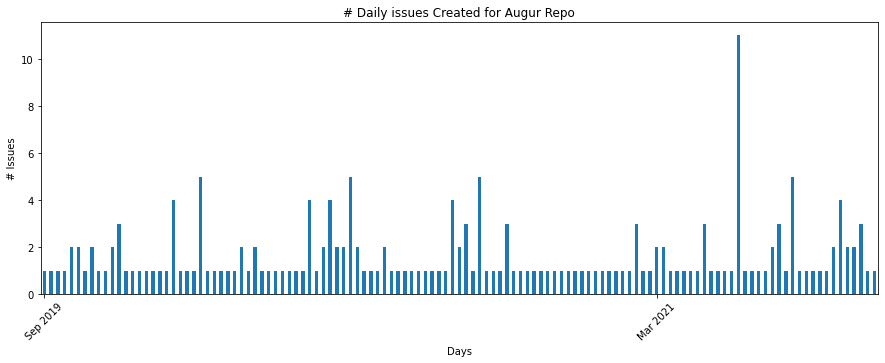 # Daily issues Created for Augur Repo
10
8
6
4
2
0
# Issues
Sep 2019
Mar 2021
Days